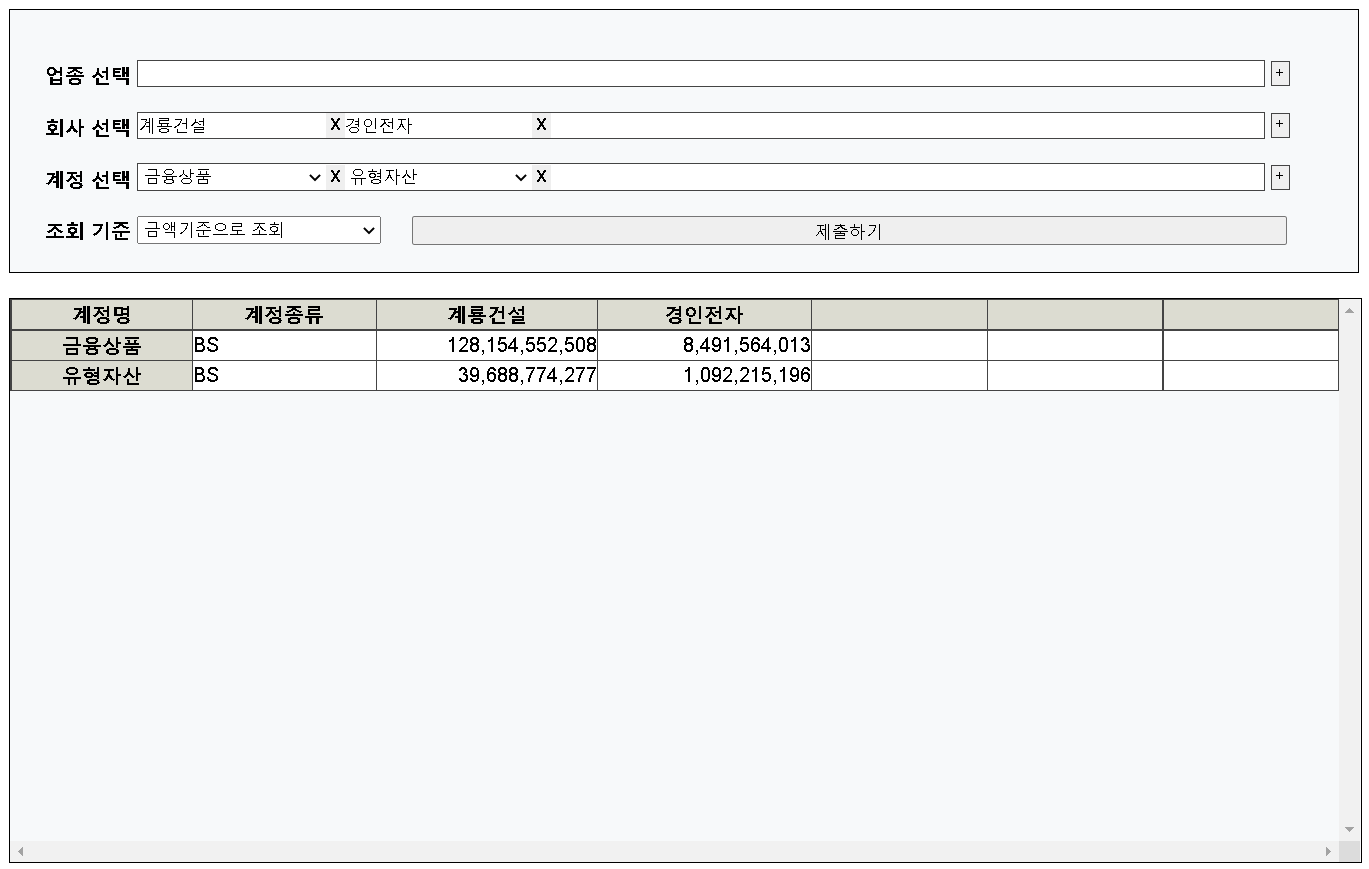 업종 선택 +
회사 선택 계룡건설 X 경인전자 X +
계정 선택 금융상품 X 유형자산 X +
조회 기준 금액기준으로 조회 제출하기
계정명 계정종류 계룡건설 경인전자
금융상품 BS 128,154,552,508 8,491,564,013
유형자산 BS 39,688,774,277 1,092,215,196